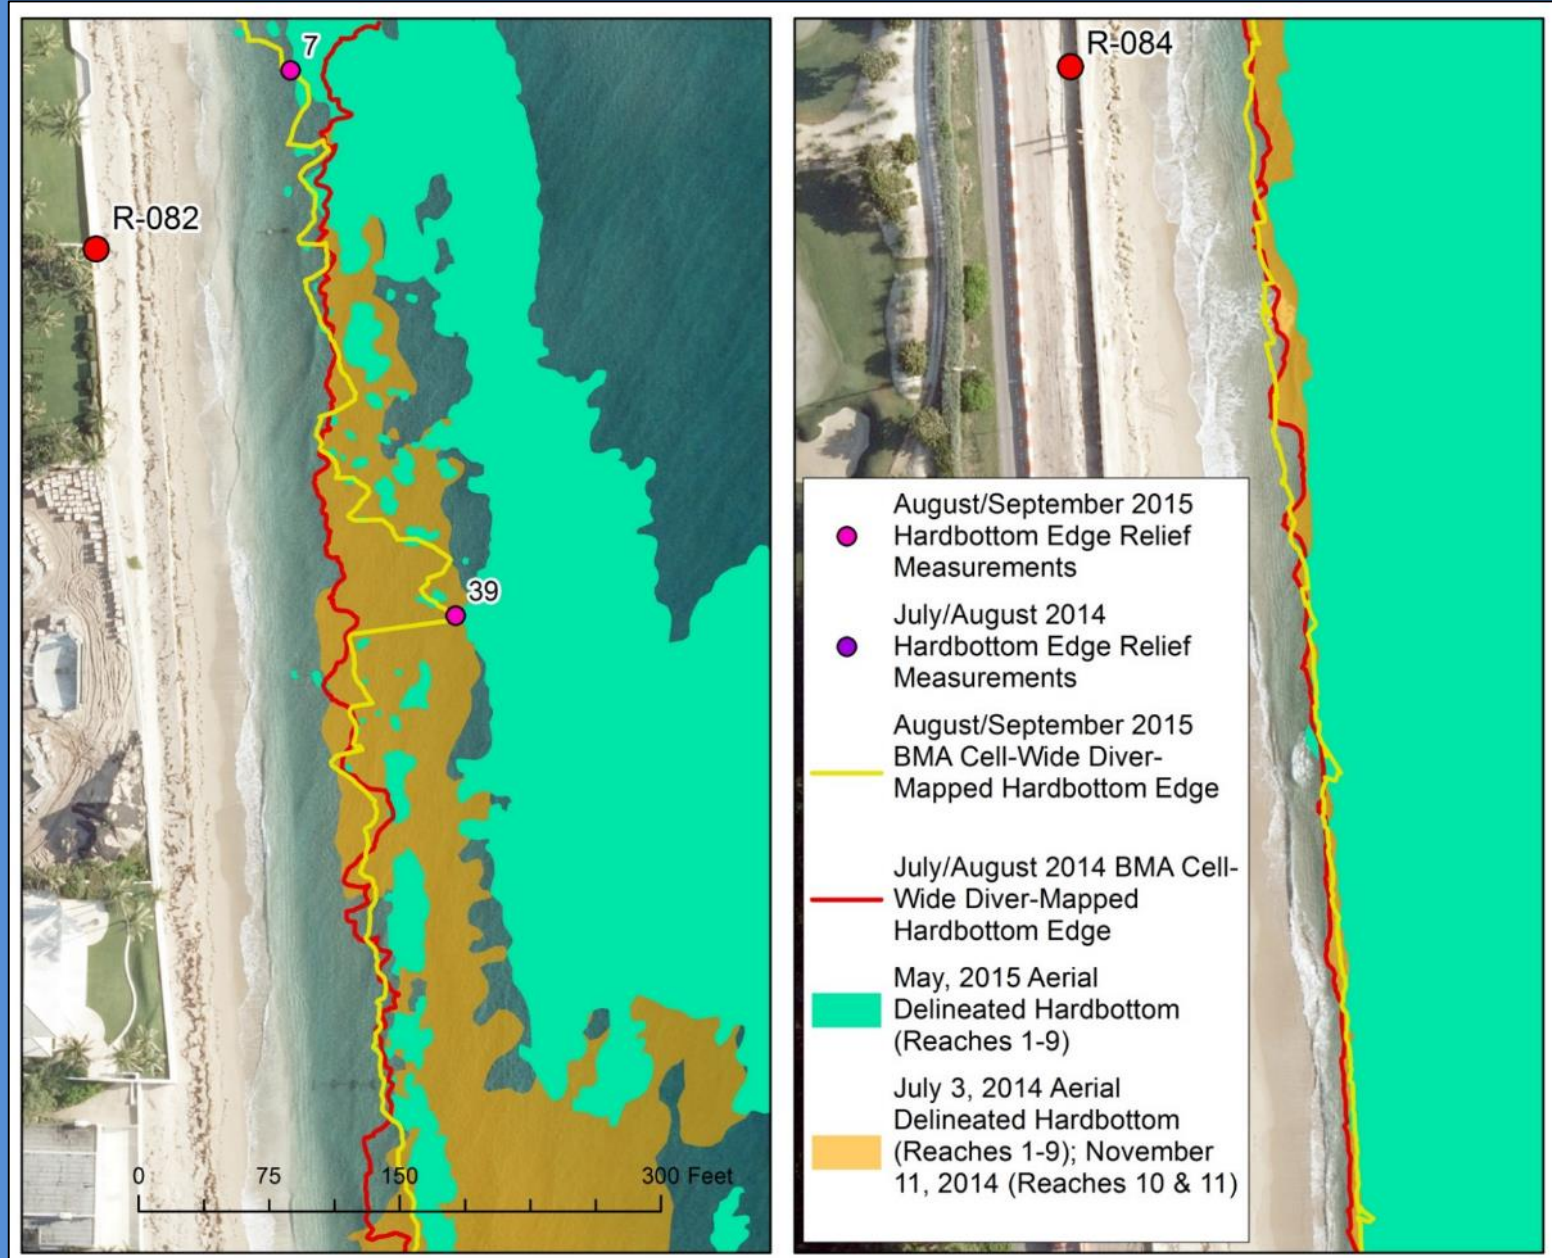 7
R-082
39
0 75 150 300 Feet
R-084
August/September 2015
Hardbottom Edge Relief
Measurements
July/August 2014
Hardbottom Edge Relief
Measurements
August/September 2015
BMA Cell-Wide Diver-
Mapped Hardbottom Edge
July/August 2014 BMA Cell-
Wide Diver-Mapped
Hardbottom Edge
May, 2015 Aerial
Delineated Hardbottom
(Reaches 1-9)
July 3, 2014 Aerial
Delineated Hardbottom
(Reaches 1-9); November
11, 2014 (Reaches 10 & 11)